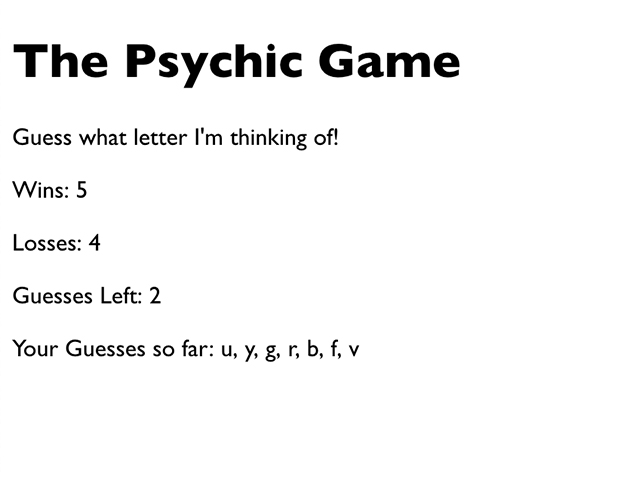 The Psychic Game
Guess what letter I'm thinking of!
Wins: 5
Losses: 4
Guesses Left: 2
Your Guesses so far: u, y, g, r, b, f, v